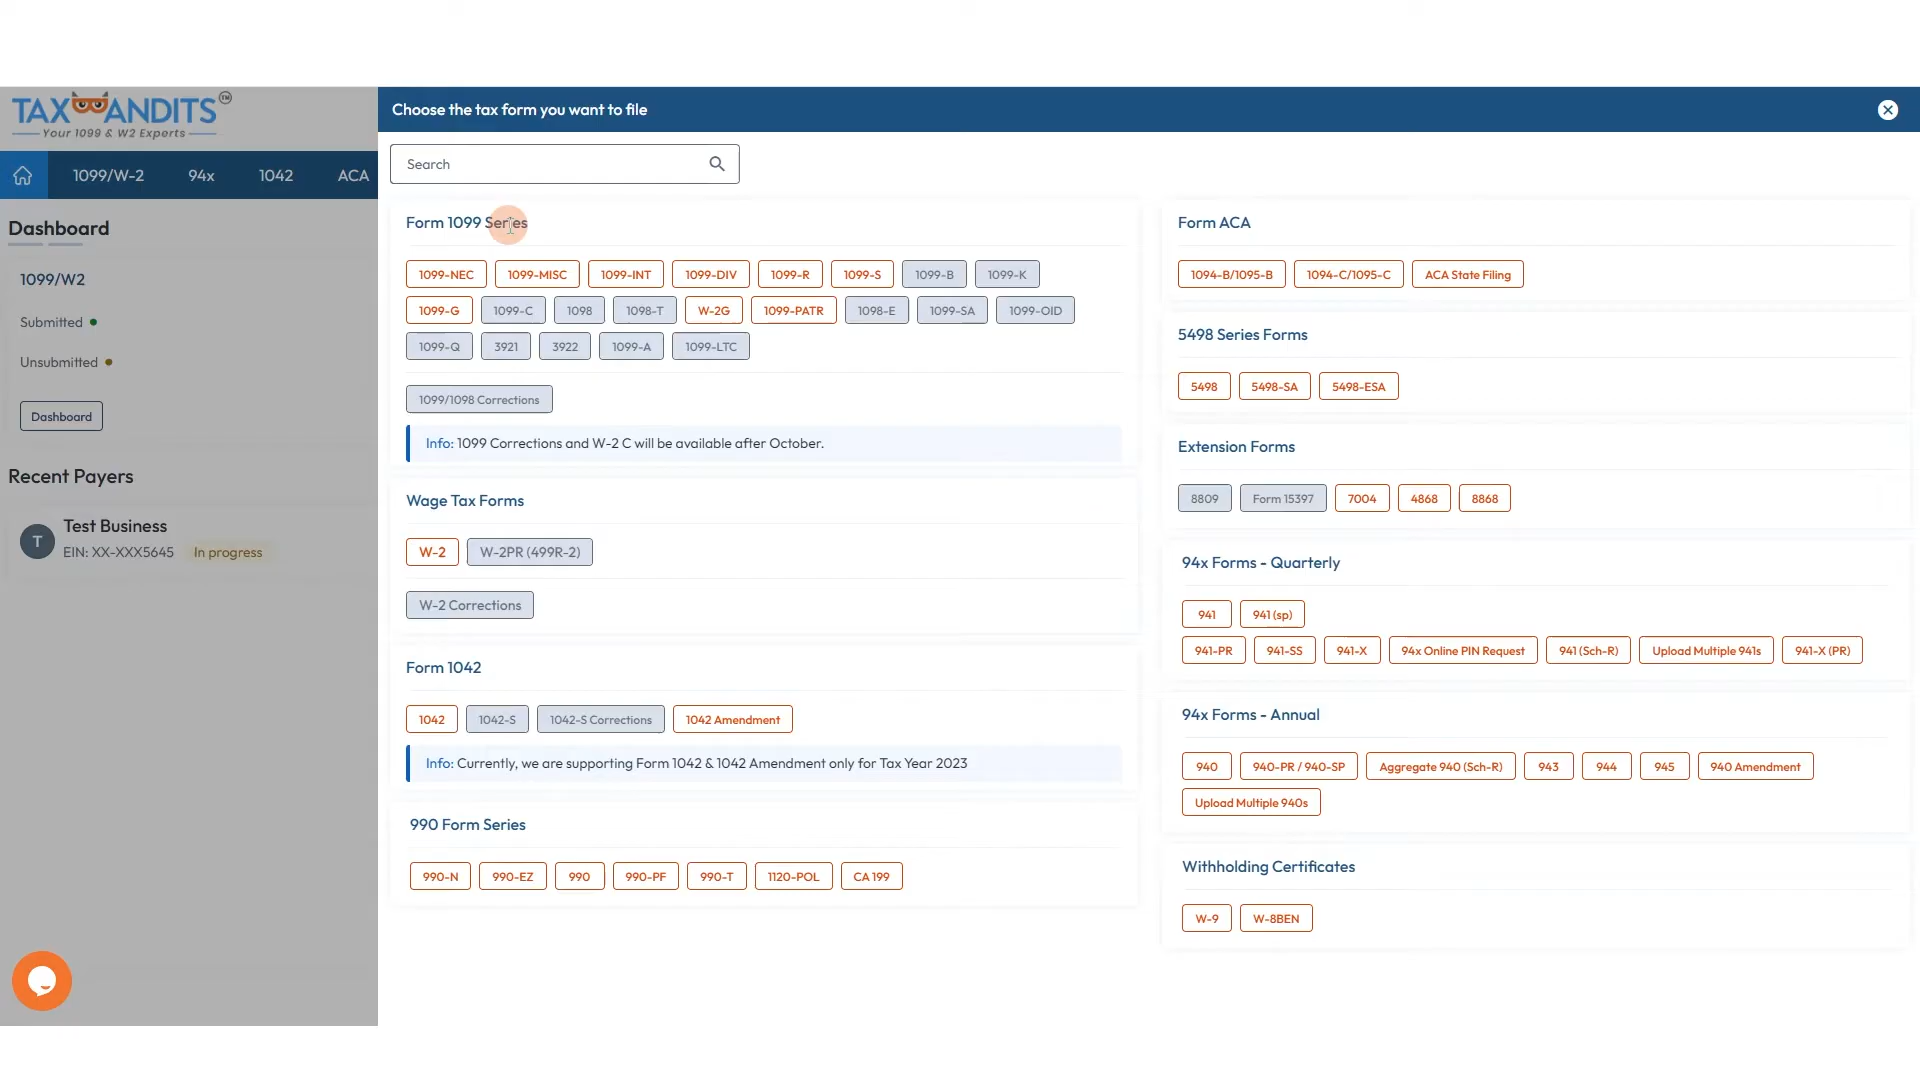 TAXBANDITS TM
Your 1099 & W2 Experts
1099/W-2 94x 1042 ACA
Dashboard
1099/W2
Submitted
Unsubmitted
Dashboard
Recent Payers
T
Test Business
EIN: XX-XXX5645 In progress
Choose the tax form you want to file
Search
Form 1099 Series
1099-NEC 1099-MISC 1099-INT 1099-DIV 1099-R 1099-S 1099-B 1099-K
1099-G 1099-C 1098 1098-T W-2G 1099-PATR 1098-E 1099-SA 1099-OID
1099-Q 3921 3922 1099-A 1099-LTC
1099/1098 Corrections
Info: 1099 Corrections and W-2 C will be available after October.
Wage Tax Forms
W-2 W-2PR (499R-2)
W-2 Corrections
Form 1042
1042 1042-S 1042-S Corrections 1042 Amendment
Info: Currently, we are supporting Form 1042 & 1042 Amendment only for Tax Year 2023
990 Form Series
990-N 990-EZ 990 990-PF 990-T 1120-POL CA 199
Form ACA
1094-B/1095-B 1094-C/1095-C ACA State Filing
5498 Series Forms
5498 5498-SA 5498-ESA
Extension Forms
8809 Form 15397 7004 4868 8868
94x Forms - Quarterly
941 941 (sp)
941-PR 941-SS 941-X 94x Online PIN Request 941 (Sch-R) Upload Multiple 941s 941-X (PR)
94x Forms - Annual
940 940-PR / 940-SP Aggregate 940 (Sch-R) 943 944 945 940 Amendment
Upload Multiple 940s
Withholding Certificates
W-9 W-8BEN